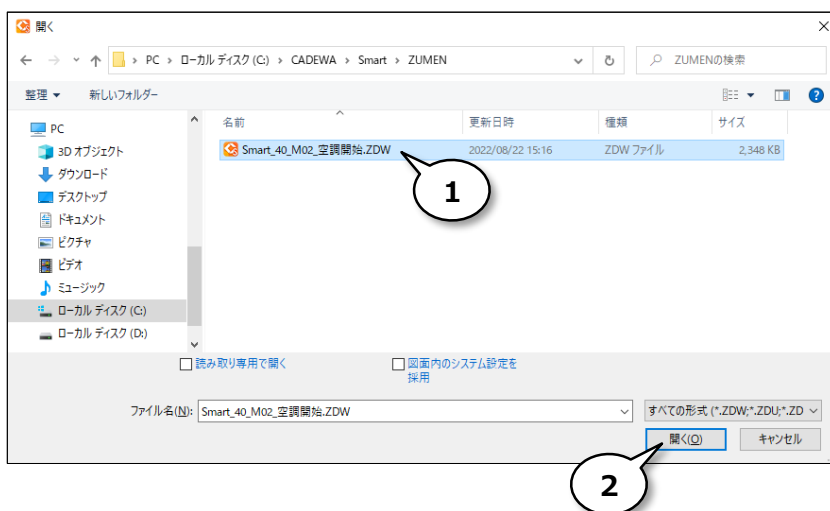 開く
PC › ローカル ディスク (C:) › CADEWA › Smart › ZUMEN
ZUMENの検索
整理 新しいフォルダー
名前 更新日時 種類 サイズ
Smart_40_M02_空調開始.ZDW 2022/08/22 15:16 ZDW ファイル 2,348 KB
1
PC
3D オブジェクト
ダウンロード
デスクトップ
ドキュメント
ピクチャ
ビデオ
ミュージック
ローカル ディスク (C:)
ローカル ディスク (D:)
読み取り専用で開く
図面内のシステム設定を
採用
ファイル名(N): Smart_40_M02_空調開始.ZDW
すべての形式 (*.ZDW;*.ZDU;*.ZD
開く(O) キャンセル
2